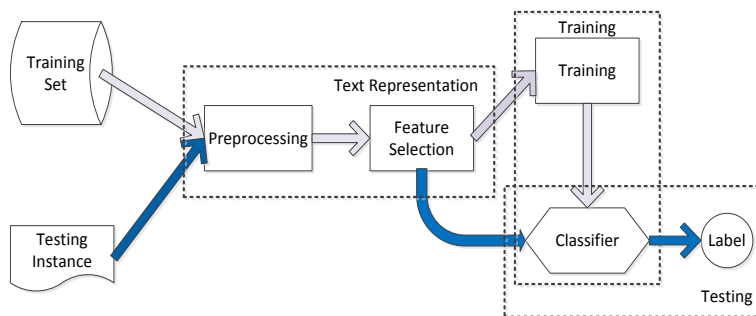 Training
Set
Text Representation
Training
Training
Preprocessing
Feature
Selection
Testing
Instance
Classifier
Label
Testing